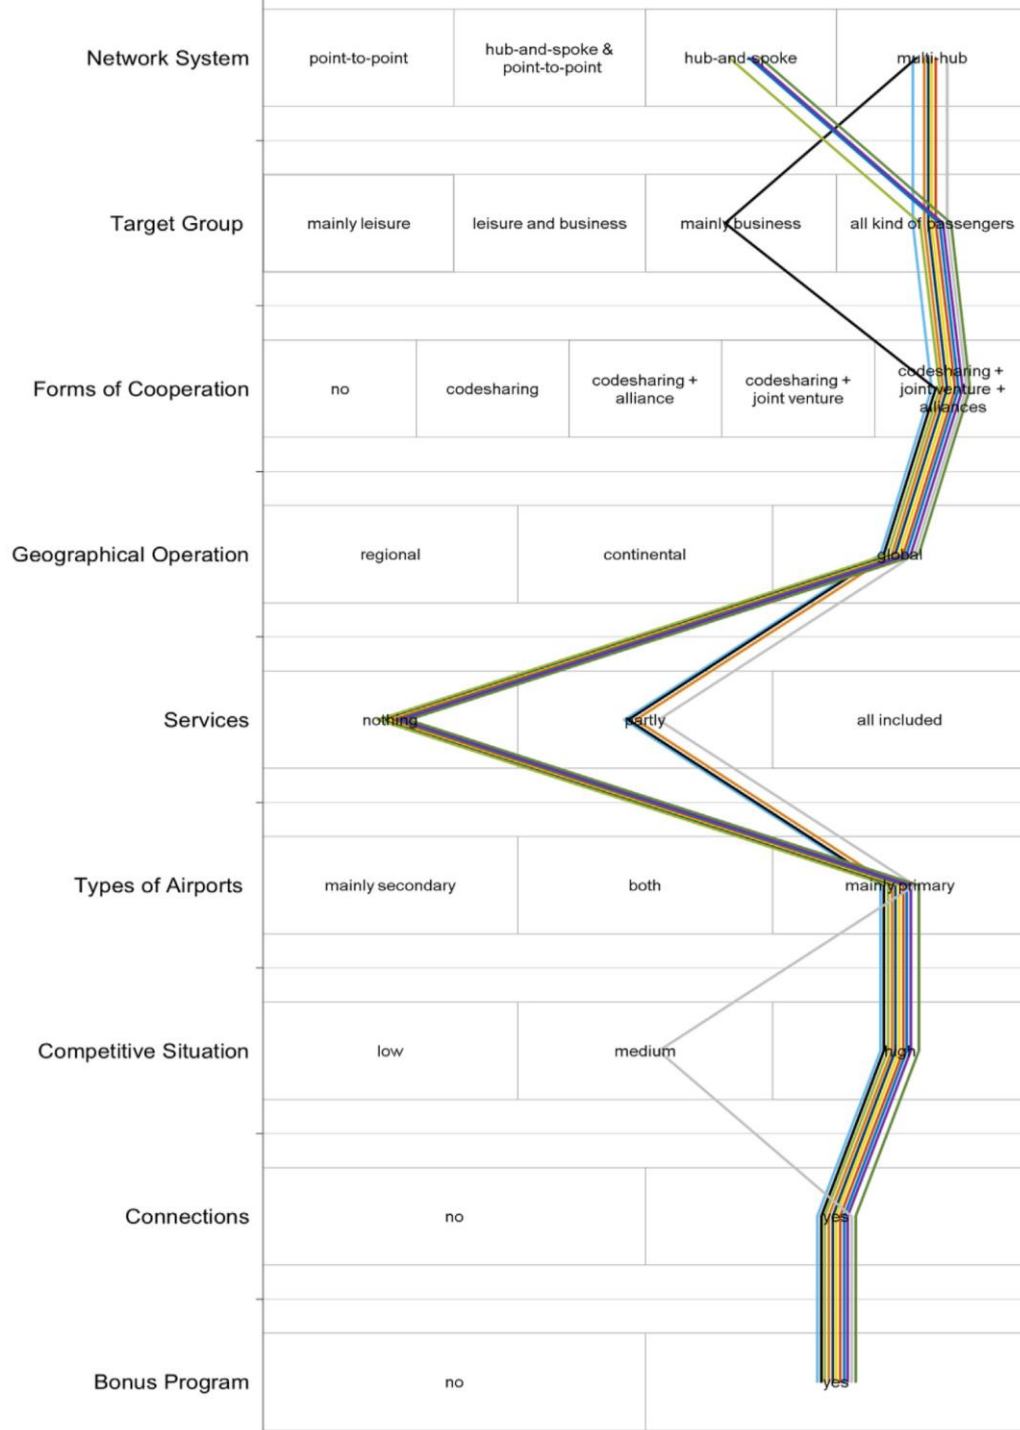 Network System
point-to-point
hub-and-spoke &
point-to-point
hub-and-spoke
multi-hub
Target Group
mainly leisure
leisure and business
mainly business
all kind of passengers
Forms of Cooperation
no
codesharing
codesharing +
alliance
codesharing +
joint venture
codesharing +
joint venture +
alliances
Geographical Operation
regional
continental
global
Services
nothing
partly
all included
Types of Airports
mainly secondary
both
mainly primary
Competitive Situation
low
medium
high
Connections
no
yes
Bonus Program
no
yes